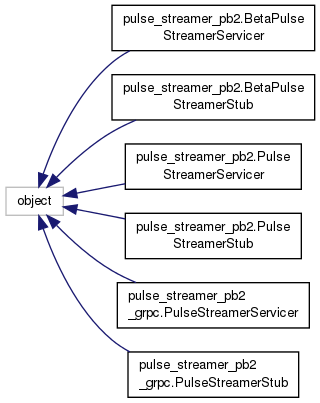 pulse_streamer_pb2.BetaPulse
StreamerServicer
pulse_streamer_pb2.BetaPulse
StreamerStub
pulse_streamer_pb2.Pulse
StreamerServicer
object
pulse_streamer_pb2.Pulse
StreamerStub
pulse_streamer_pb2
_grpc.PulseStreamerServicer
pulse_streamer_pb2
_grpc.PulseStreamerStub